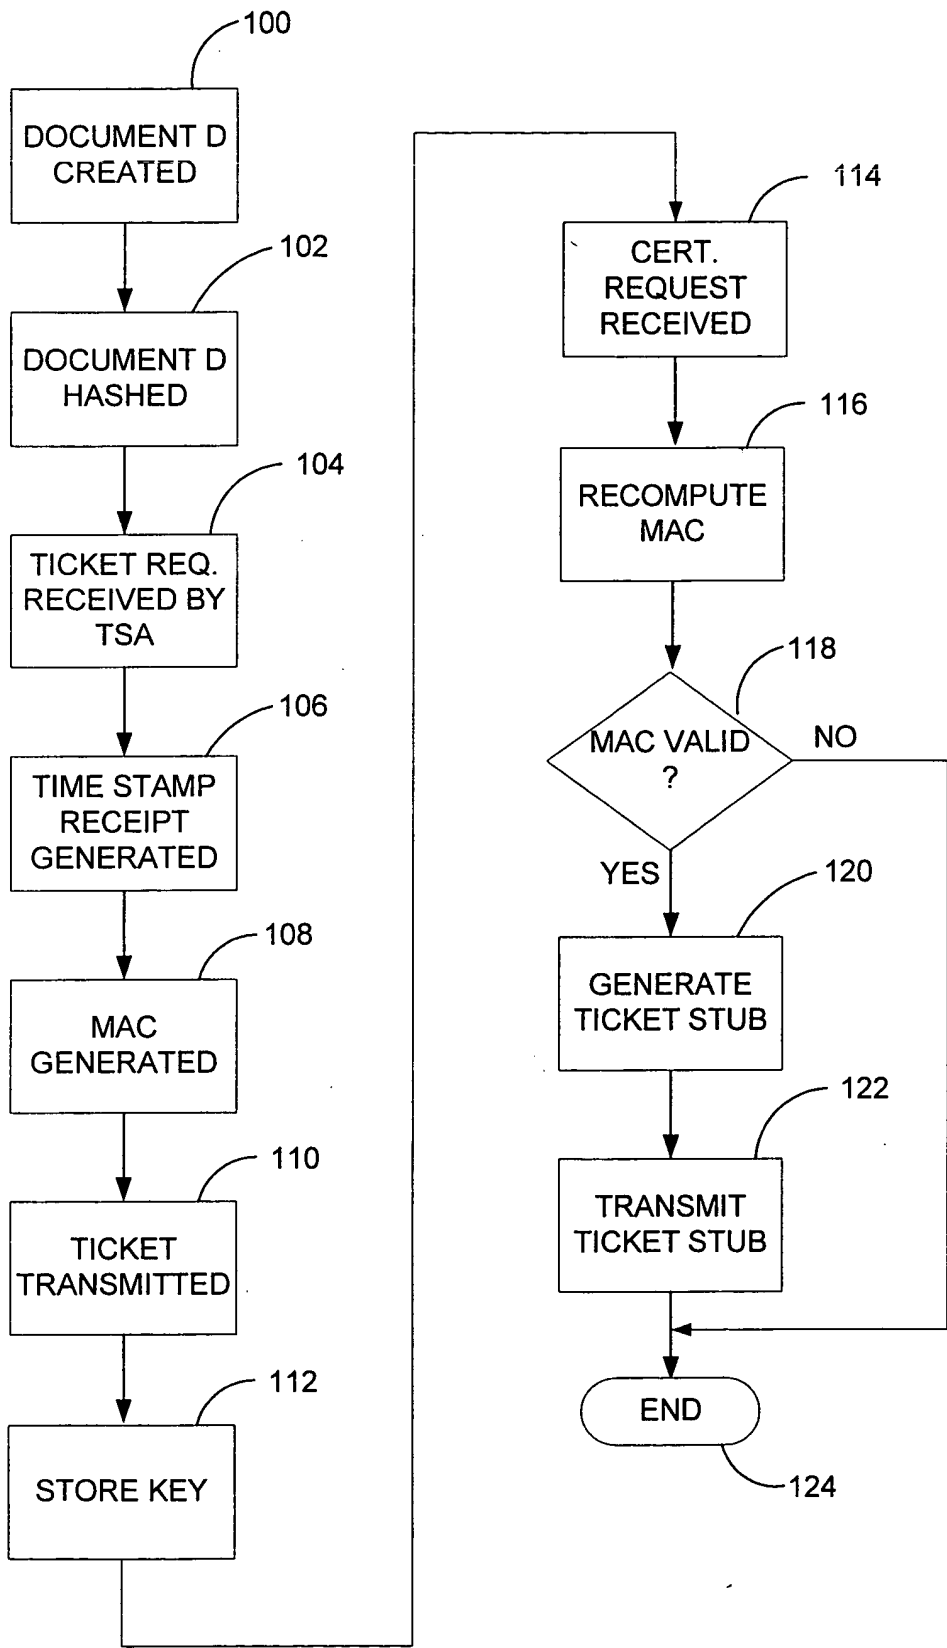 100
DOCUMENT D
CREATED
102
DOCUMENT D
HASHED
104
TICKET REQ.
RECEIVED BY
TSA
106
TIME STAMP
RECEIPT
GENERATED
108
MAC
GENERATED
110
TICKET
TRANSMITTED
112
STORE KEY
114
CERT.
REQUEST
RECEIVED
116
RECOMPUTE
MAC
118
MAC VALID
?
NO
YES
120
GENERATE
TICKET STUB
122
TRANSMIT
TICKET STUB
END
124